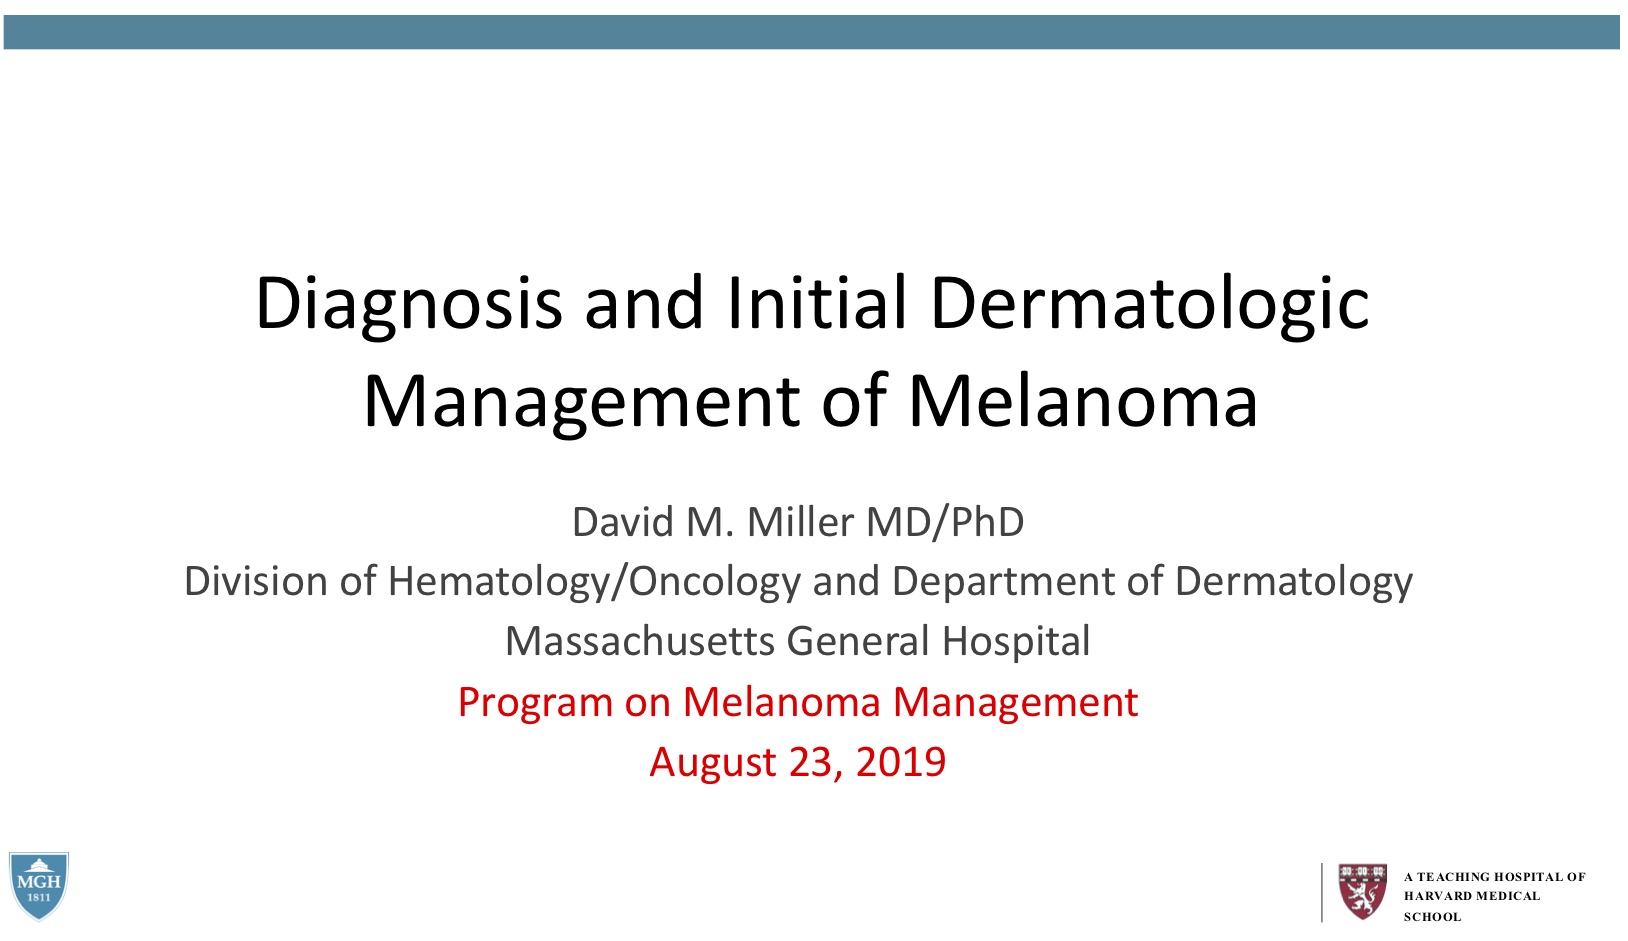 Diagnosis and Initial Dermatologic
Management of Melanoma
David M. Miller MD/PhD
Division of Hematology/Oncology and Department of Dermatology
Massachusetts General Hospital
Program on Melanoma Management
August 23, 2019
MGH
1811
A TEACHING HOSPITAL OF
HARVARD MEDICAL
SCHOOL